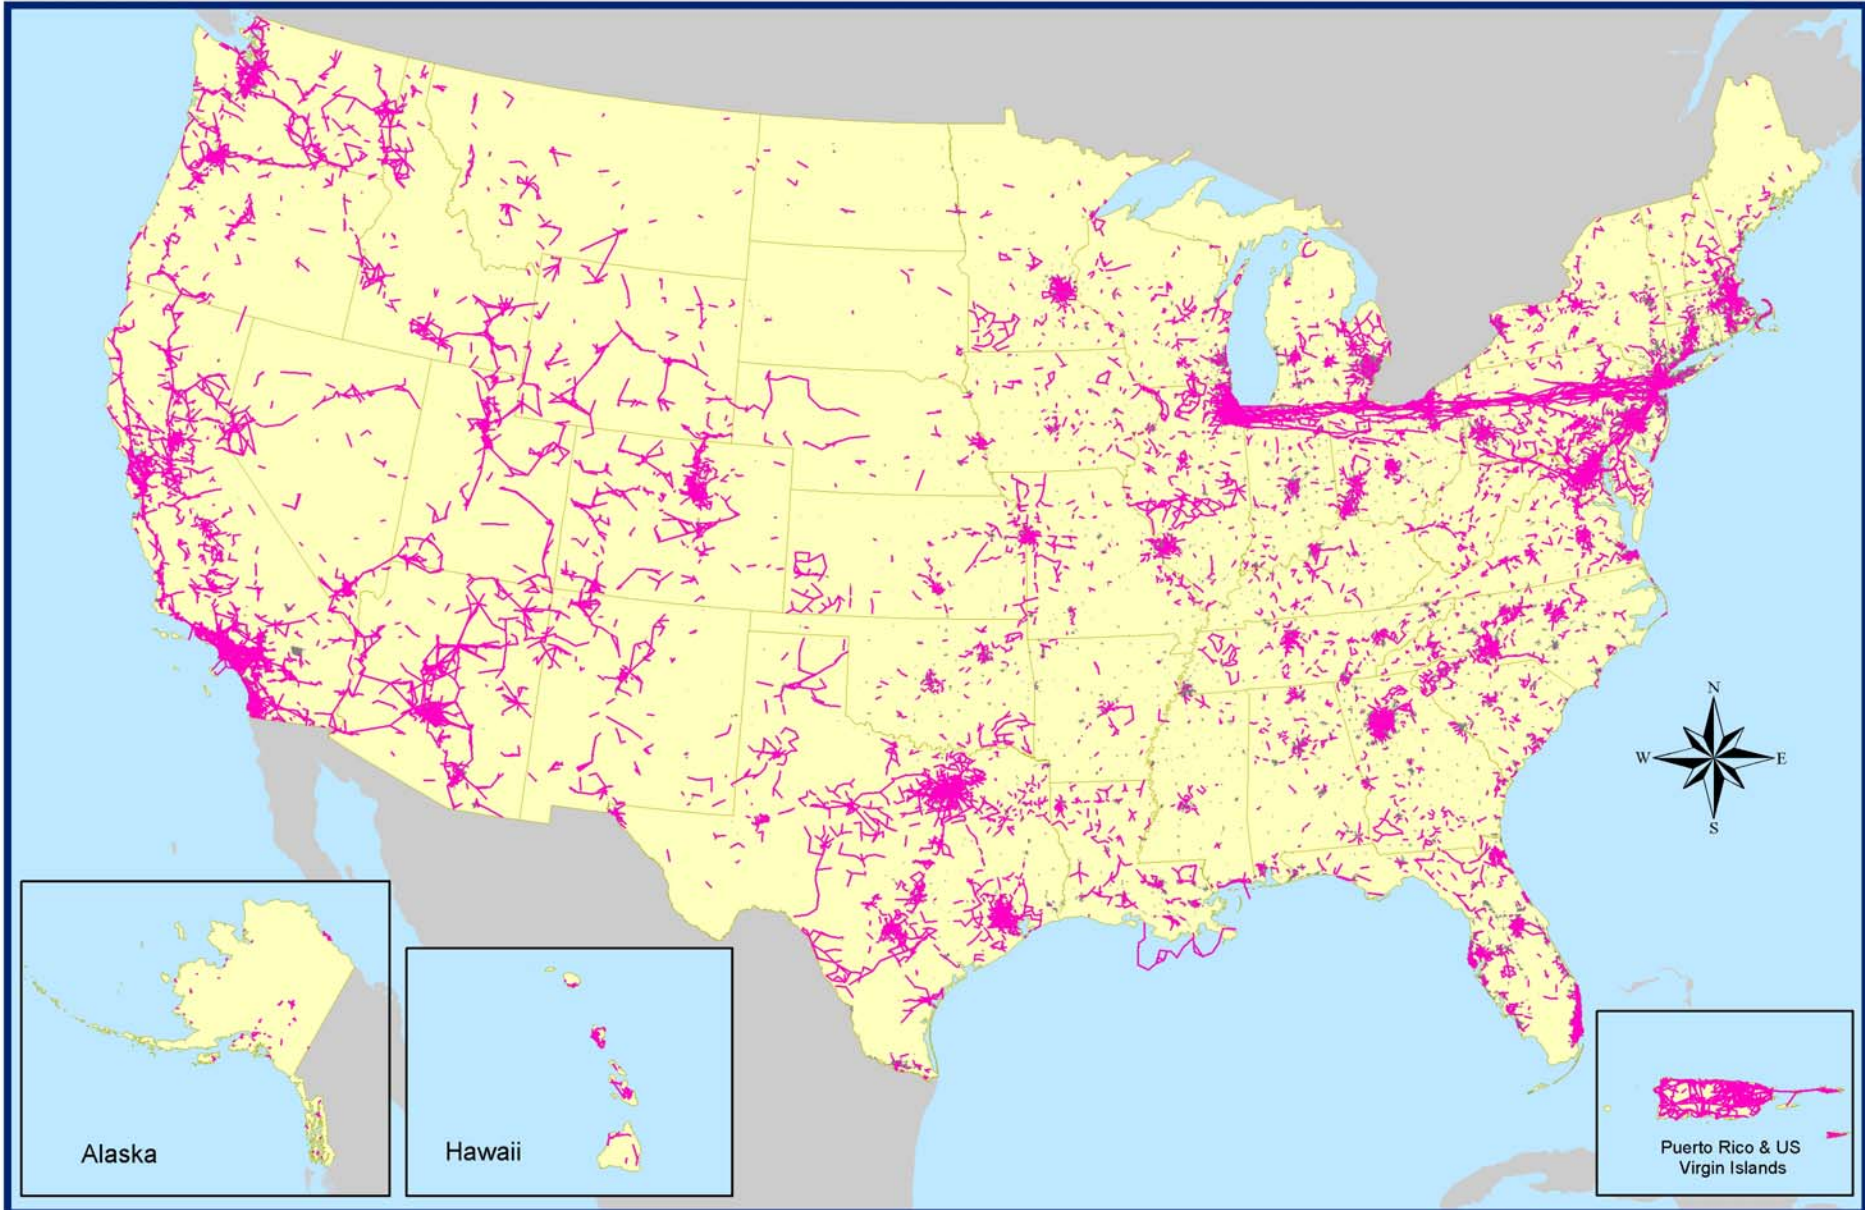 N
W
E
S
Alaska
Hawaii
Puerto Rico & US
Virgin Islands